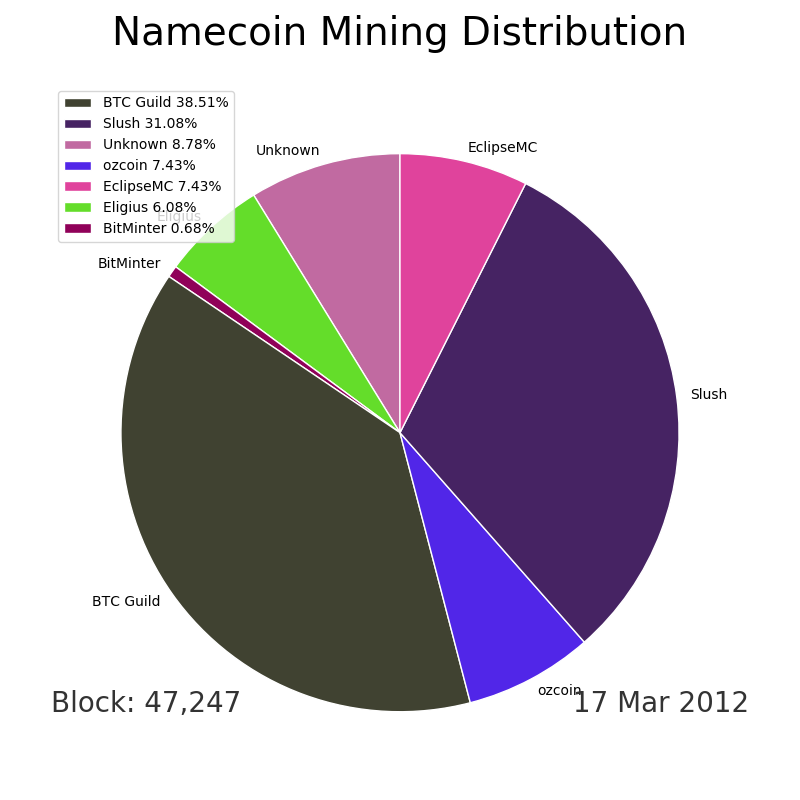 Namecoin Mining Distribution
BTC Guild 38.51%
Slush 31.08%
Unknown 8.78%
ozcoin 7.43%
EclipseMC 7.43%
Eligius 6.08%
BitMinter 0.68%
Unknown
EclipseMC
Eligius
BitMinter
Slush
BTC Guild
ozcoin
Block: 47,247
17 Mar 2012